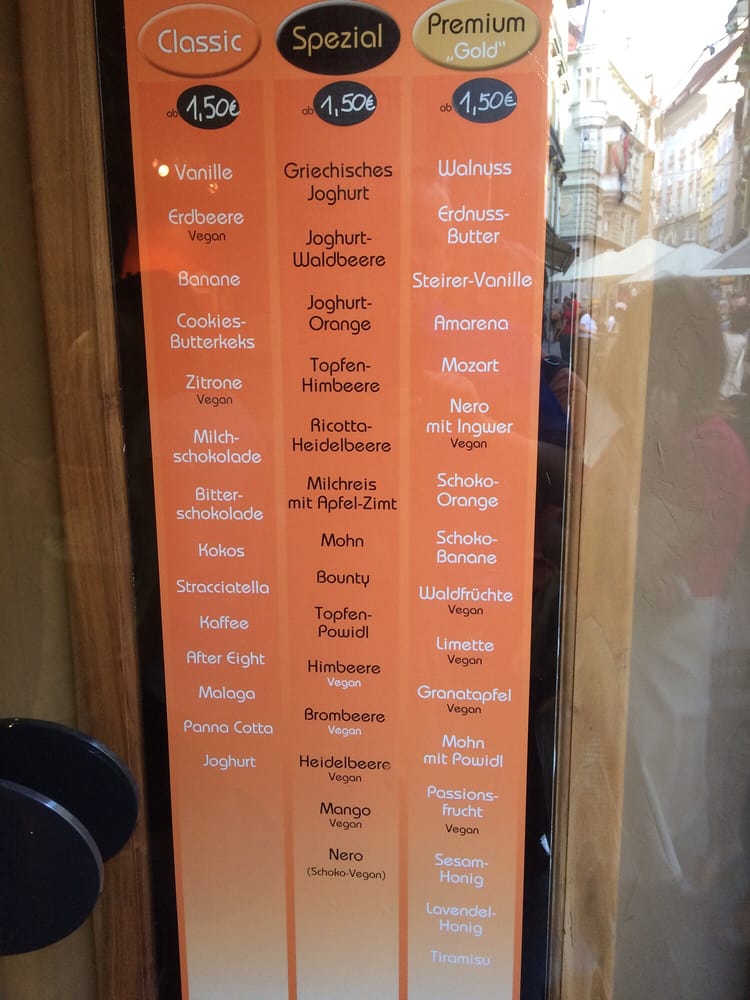 Classic
ab 1,50€
Vanille
Erdbeere
Vegan
Banane
Cookies-
Butterkeks
Zitrone
Vegan
Milch-
schokolade
Bitter-
schokolade
Kokos
Stracciatella
Kaffee
After Eight
Malaga
Panna Cotta
Joghurt
Spezial
ab 1,50€
Griechisches
Joghurt
Joghurt-
Waldbeere
Joghurt-
Orange
Topfen-
Himbeere
Ricotta-
Heidelbeere
Milchreis
mit Apfel-Zimt
Mohn
Bounty
Topfen-
Powidl
Himbeere
Vegan
Brombeere
Vegan
Heidelbeere
Vegan
Mango
Vegan
Nero
(Schoko-Vegan)
Premium
„Gold"
ab 1,50€
Walnuss
Erdnuss-
Butter
Steirer-Vanille
Amarena
Mozart
Nero
mit Ingwer
Vegan
Schoko-
Orange
Schoko-
Banane
Waldfrüchte
Vegan
Limette
Vegan
Granatapfel
Vegan
Mohn
mit Powidl
Passions-
frucht
Vegan
Sesam-
Honig
Lavendel-
Honig
Tiramisu